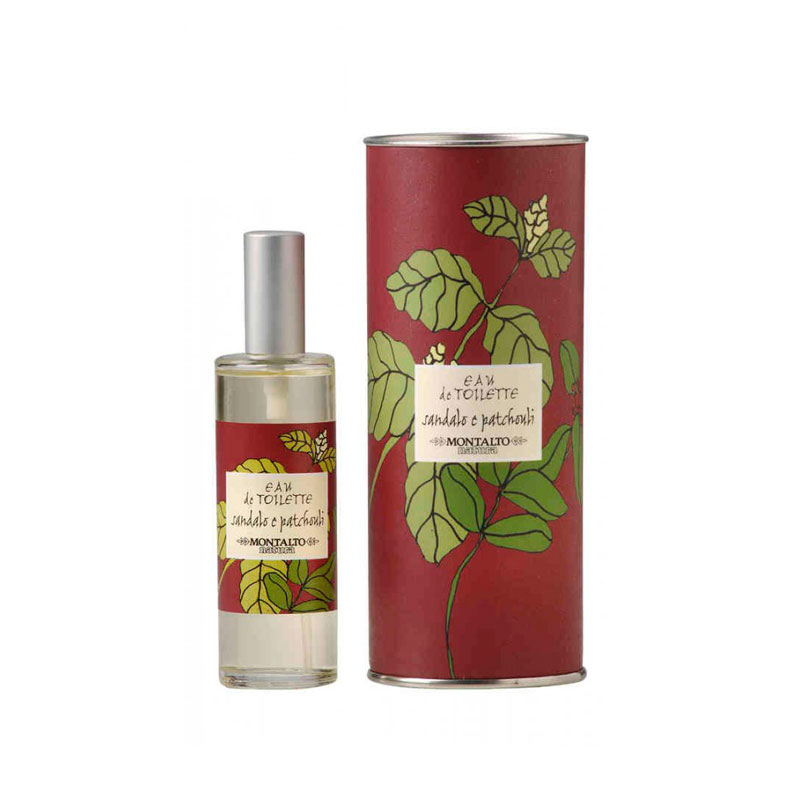 EAU
de TOILETTE
sandalo e patchouli
MONTALTO
natura
EAU
de TOILETTE
sandalo e patchouli
MONTALTO
natura